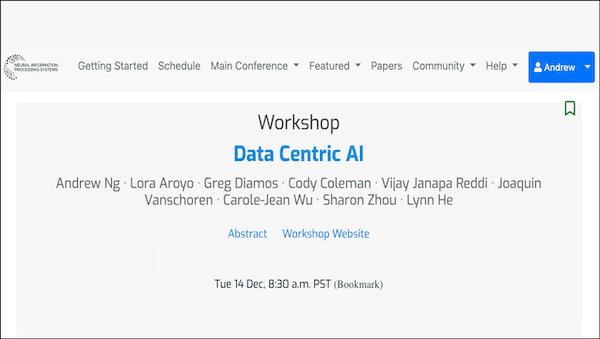 NEURAL INFORMATION
PROCESSING SYSTEMS
Getting Started Schedule Main Conference Featured Papers Community Help Andrew
Workshop
Data Centric AI
Andrew Ng · Lora Aroyo · Greg Diamos · Cody Coleman · Vijay Janapa Reddi · Joaquin
Vanschoren · Carole-Jean Wu · Sharon Zhou · Lynn He
Abstract Workshop Website
Tue 14 Dec, 8:30 a.m. PST (Bookmark)